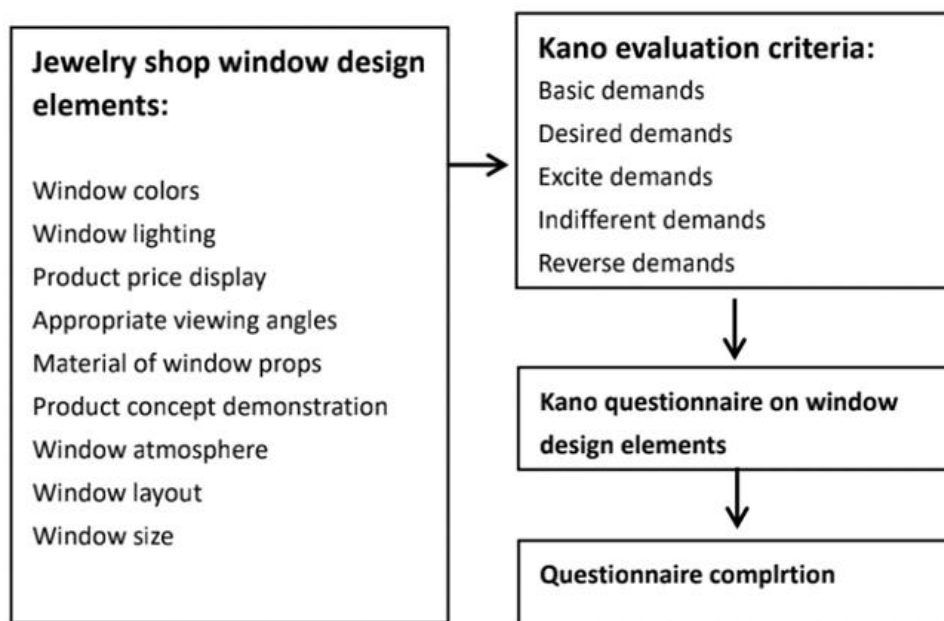 Jewelry shop window design
elements:
Window colors
Window lighting
Product price display
Appropriate viewing angles
Material of window props
Product concept demonstration
Window atmosphere
Window layout
Window size
Kano evaluation criteria:
Basic demands
Desired demands
Excite demands
Indifferent demands
Reverse demands
Kano questionnaire on window
design elements
Questionnaire complrtion